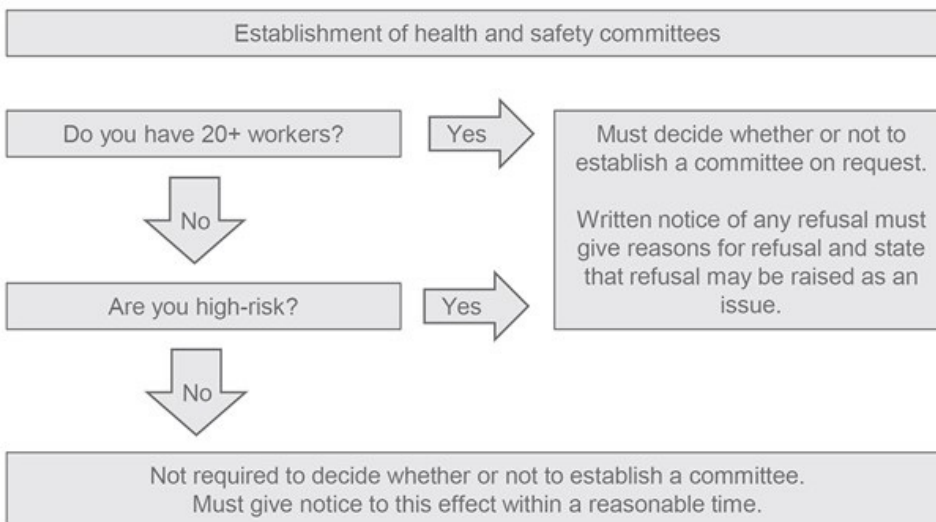 Establishment of health and safety committees
Do you have 20+ workers?
Yes
Must decide whether or not to
establish a committee on request.
Written notice of any refusal must
give reasons for refusal and state
that refusal may be raised as an
issue.
No
Are you high-risk?
Yes
No
Not required to decide whether or not to establish a committee.
Must give notice to this effect within a reasonable time.